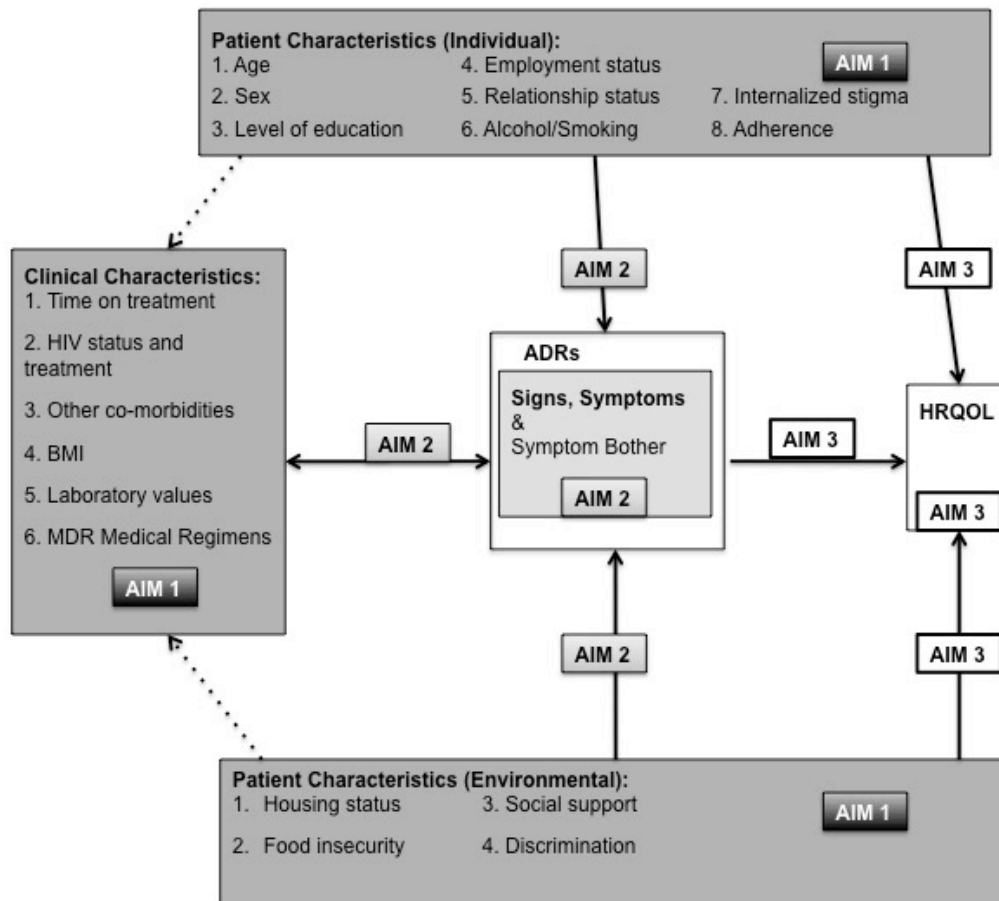 Patient Characteristics (Individual):
AIM 1
1. Age
4. Employment status
2. Sex
5. Relationship status
7. Internalized stigma
3. Level of education
6. Alcohol/Smoking
8. Adherence
AIM 2
AIM 3
Clinical Characteristics:
1. Time on treatment
2. HIV status and
treatment
3. Other co-morbidities
4. BMI
5. Laboratory values
6. MDR Medical Regimens
AIM 1
AIM 2
ADRs
Signs, Symptoms
&
Symptom Bother
AIM 2
AIM 3
HRQOL
AIM 3
AIM 2
AIM 3
Patient Characteristics (Environmental):
1. Housing status
3. Social support
AIM 1
2. Food insecurity
4. Discrimination